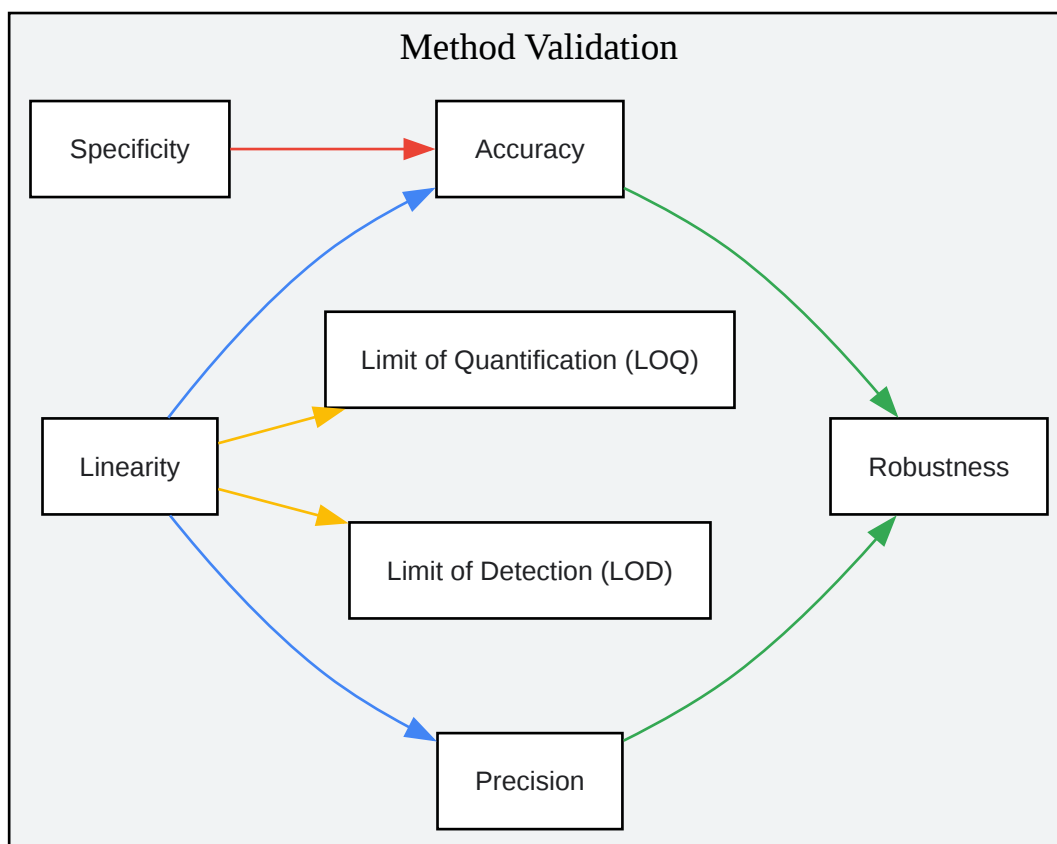 Method Validation
Specificity
Accuracy
Limit of Quantification (LOQ)
Linearity
Robustness
Limit of Detection (LOD)
Precision